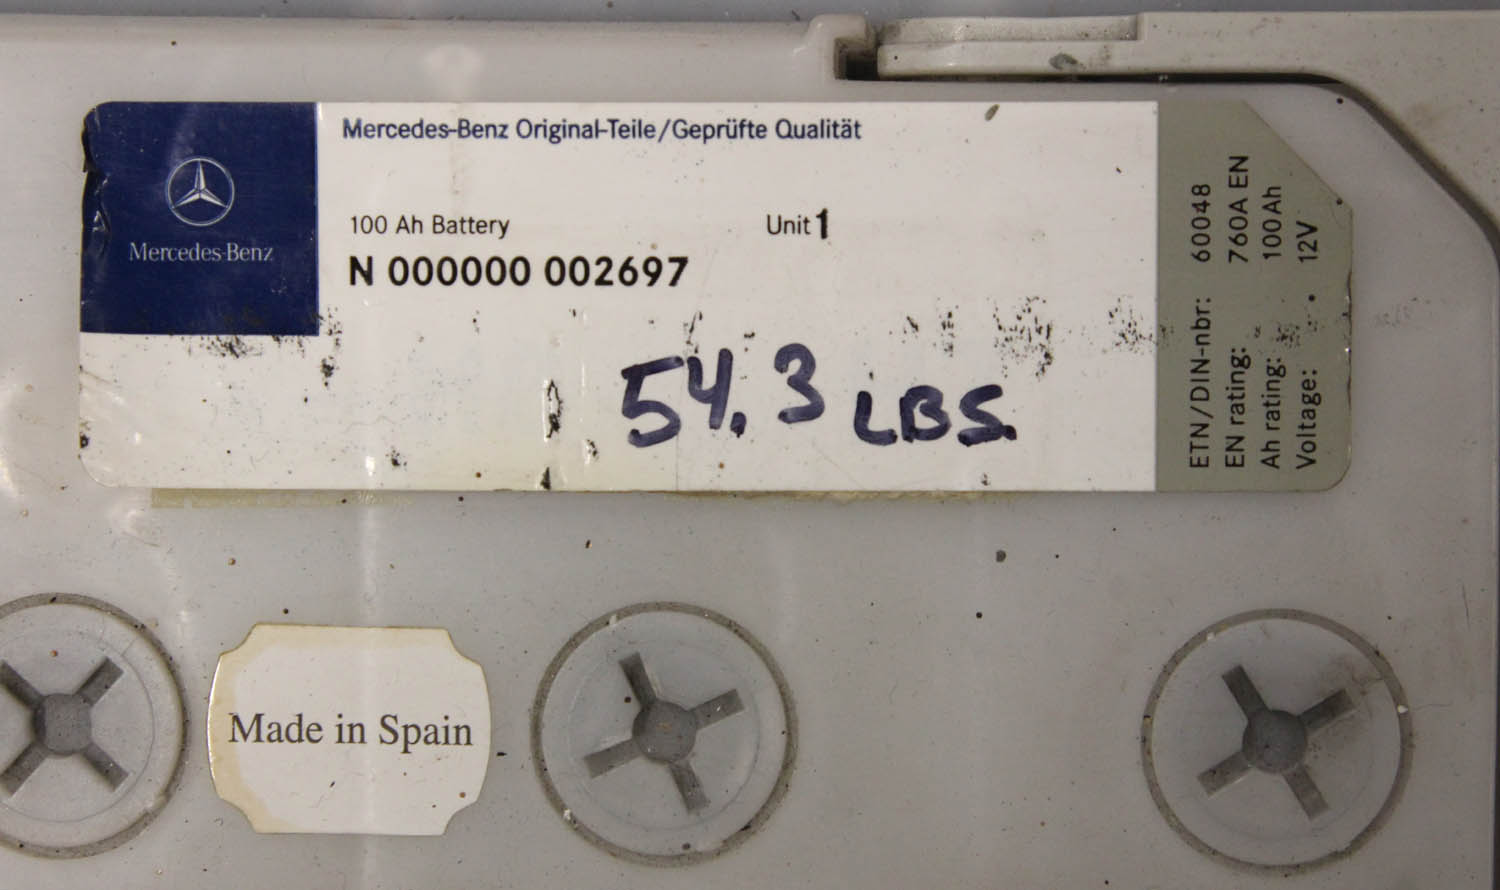 Mercedes-Benz
Mercedes-Benz Original-Teile/Geprüfte Qualität
100 Ah Battery Unit 1
N 000000 002697
54.3 LBS.
ETN/DIN-nbr: 60048
EN rating: 760A EN
Ah rating: 100Ah
Voltage: 12V
Made in Spain